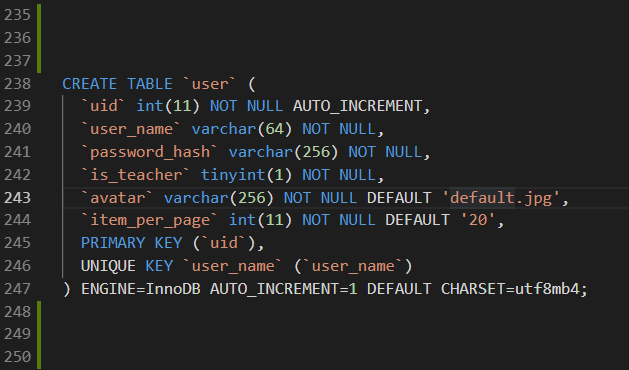 235
236
237
238 CREATE TABLE `user` (
239 `uid` int(11) NOT NULL AUTO_INCREMENT,
240 `user_name` varchar(64) NOT NULL,
241 `password_hash` varchar(256) NOT NULL,
242 `is_teacher` tinyint(1) NOT NULL,
243 `avatar` varchar(256) NOT NULL DEFAULT 'default.jpg',
244 `item_per_page` int(11) NOT NULL DEFAULT '20',
245 PRIMARY KEY (`uid`),
246 UNIQUE KEY `user_name` (`user_name`)
247 ) ENGINE=InnoDB AUTO_INCREMENT=1 DEFAULT CHARSET=utf8mb4;
248
249
250